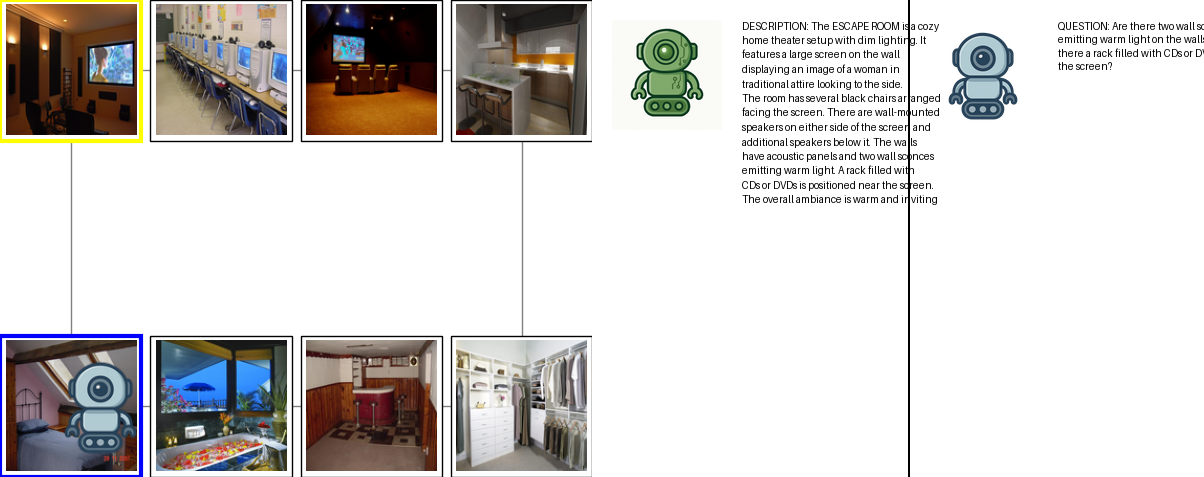 DESCRIPTION: The ESCAPE ROOM is a cozy
home theater setup with dim lighting. It
features a large screen on the wall
displaying an image of a woman in
traditional attire looking to the side.
The room has several black chairs arranged
facing the screen. There are wall-mounted
speakers on either side of the screen, and
additional speakers below it. The walls
have acoustic panels and two wall sconces
emitting warm light. A rack filled with
CDs or DVDs is positioned near the screen.
The overall ambiance is warm and inviting
QUESTION: Are there two wall sc
emitting warm light on the walls
there a rack filled with CDs or DV
the screen?